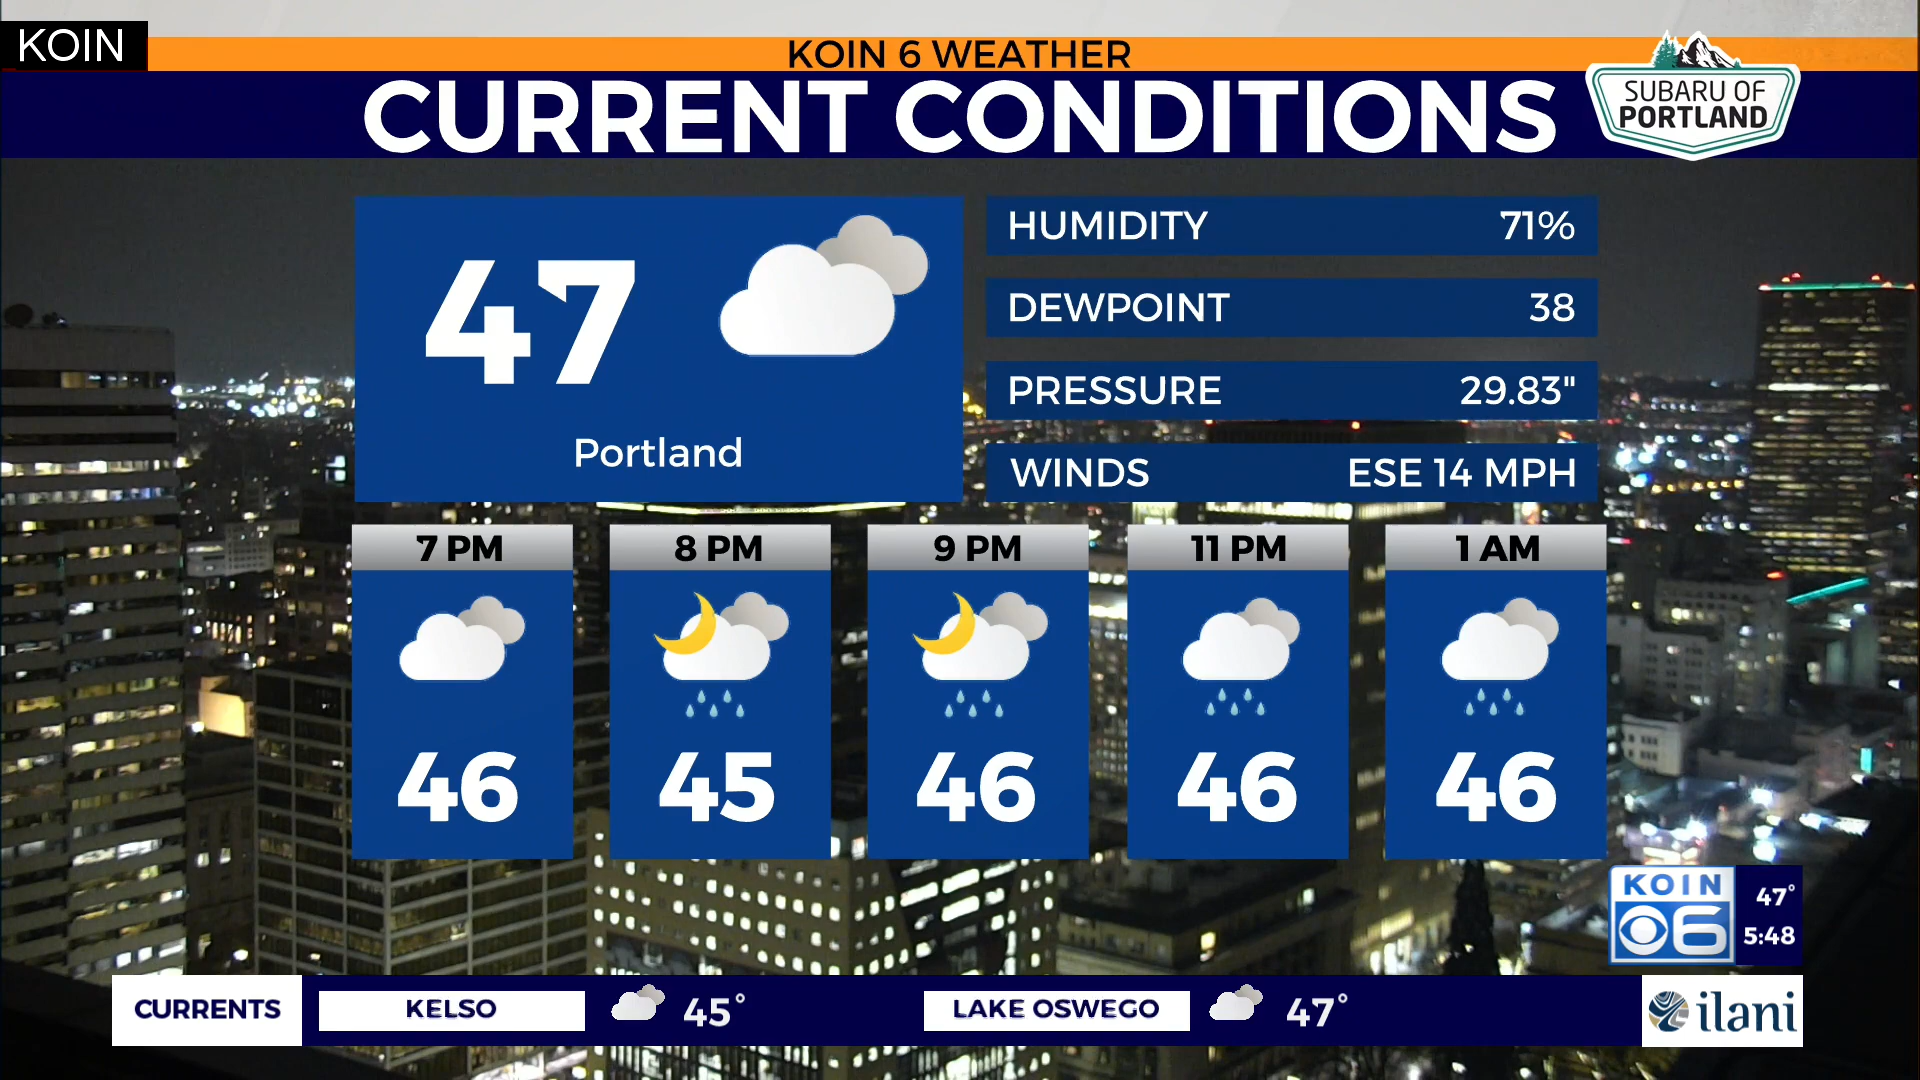 KOIN
KOIN 6 WEATHER
CURRENT CONDITIONS
SUBARU OF
PORTLAND
47
Portland
HUMIDITY 71%
DEWPOINT 38
PRESSURE 29.83"
WINDS ESE 14 MPH
7 PM 8 PM 9 PM 11 PM 1 AM
46 45 46 46 46
KOIN
6
47°
5:48
CURRENTS KELSO 45° LAKE OSWEGO 47° ilani